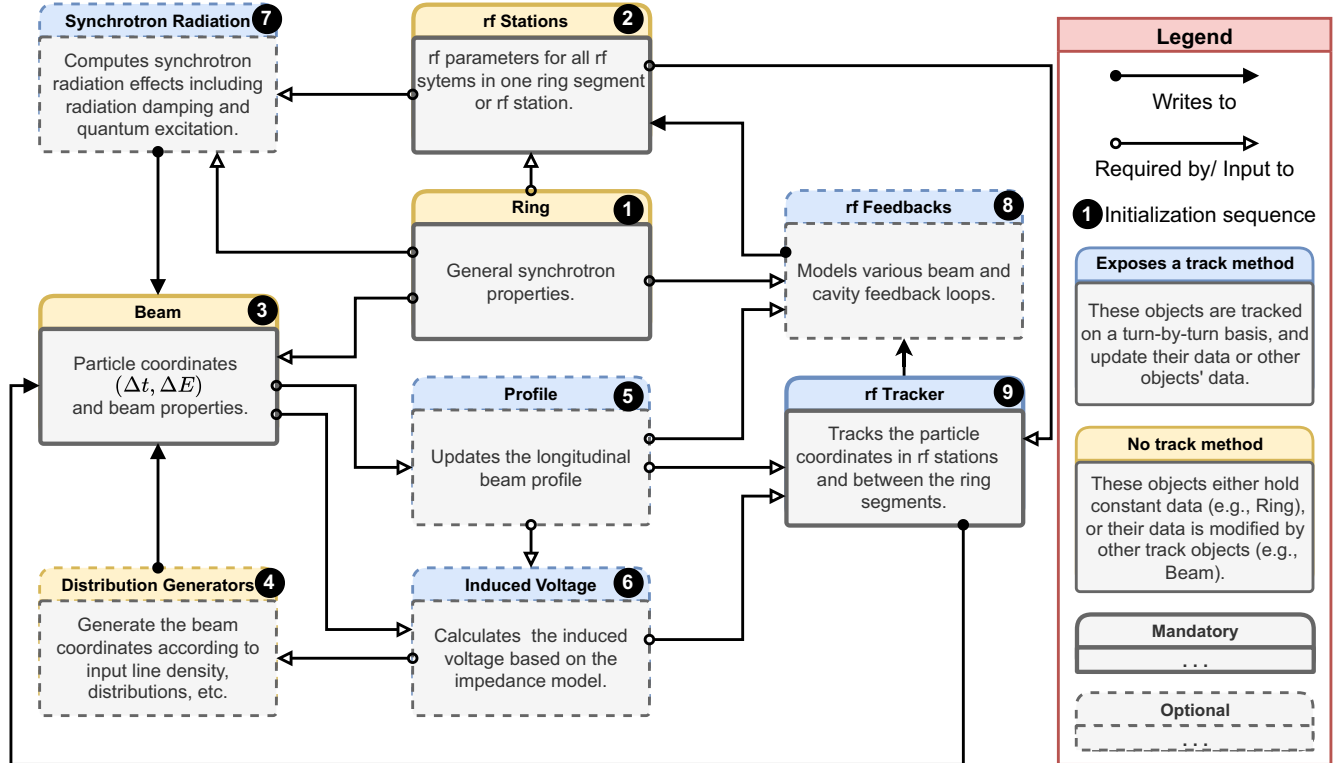 Synchrotron Radiation
7
Computes synchrotron
radiation effects including
radiation damping and
quantum excitation.
rf Stations
2
rf parameters for all rf
sytems in one ring segment
or rf station.
Ring
1
General synchrotron
properties.
rf Feedbacks
8
Models various beam and
cavity feedback loops.
Beam
3
Particle coordinates
(Δt, ΔE)
and beam properties.
Profile
5
Updates the longitudinal
beam profile
rf Tracker
9
Tracks the particle
coordinates in rf stations
and between the ring
segments.
Distribution Generators
4
Generate the beam
coordinates according to
input line density,
distributions, etc.
Induced Voltage
6
Calculates the induced
voltage based on the
impedance model.
Legend
Writes to
Required by/ Input to
1 Initialization sequence
Exposes a track method
These objects are tracked
on a turn-by-turn basis, and
update their data or other
objects' data.
No track method
These objects either hold
constant data (e.g., Ring),
or their data is modified by
other track objects (e.g.,
Beam).
Mandatory
. . .
Optional
. . .